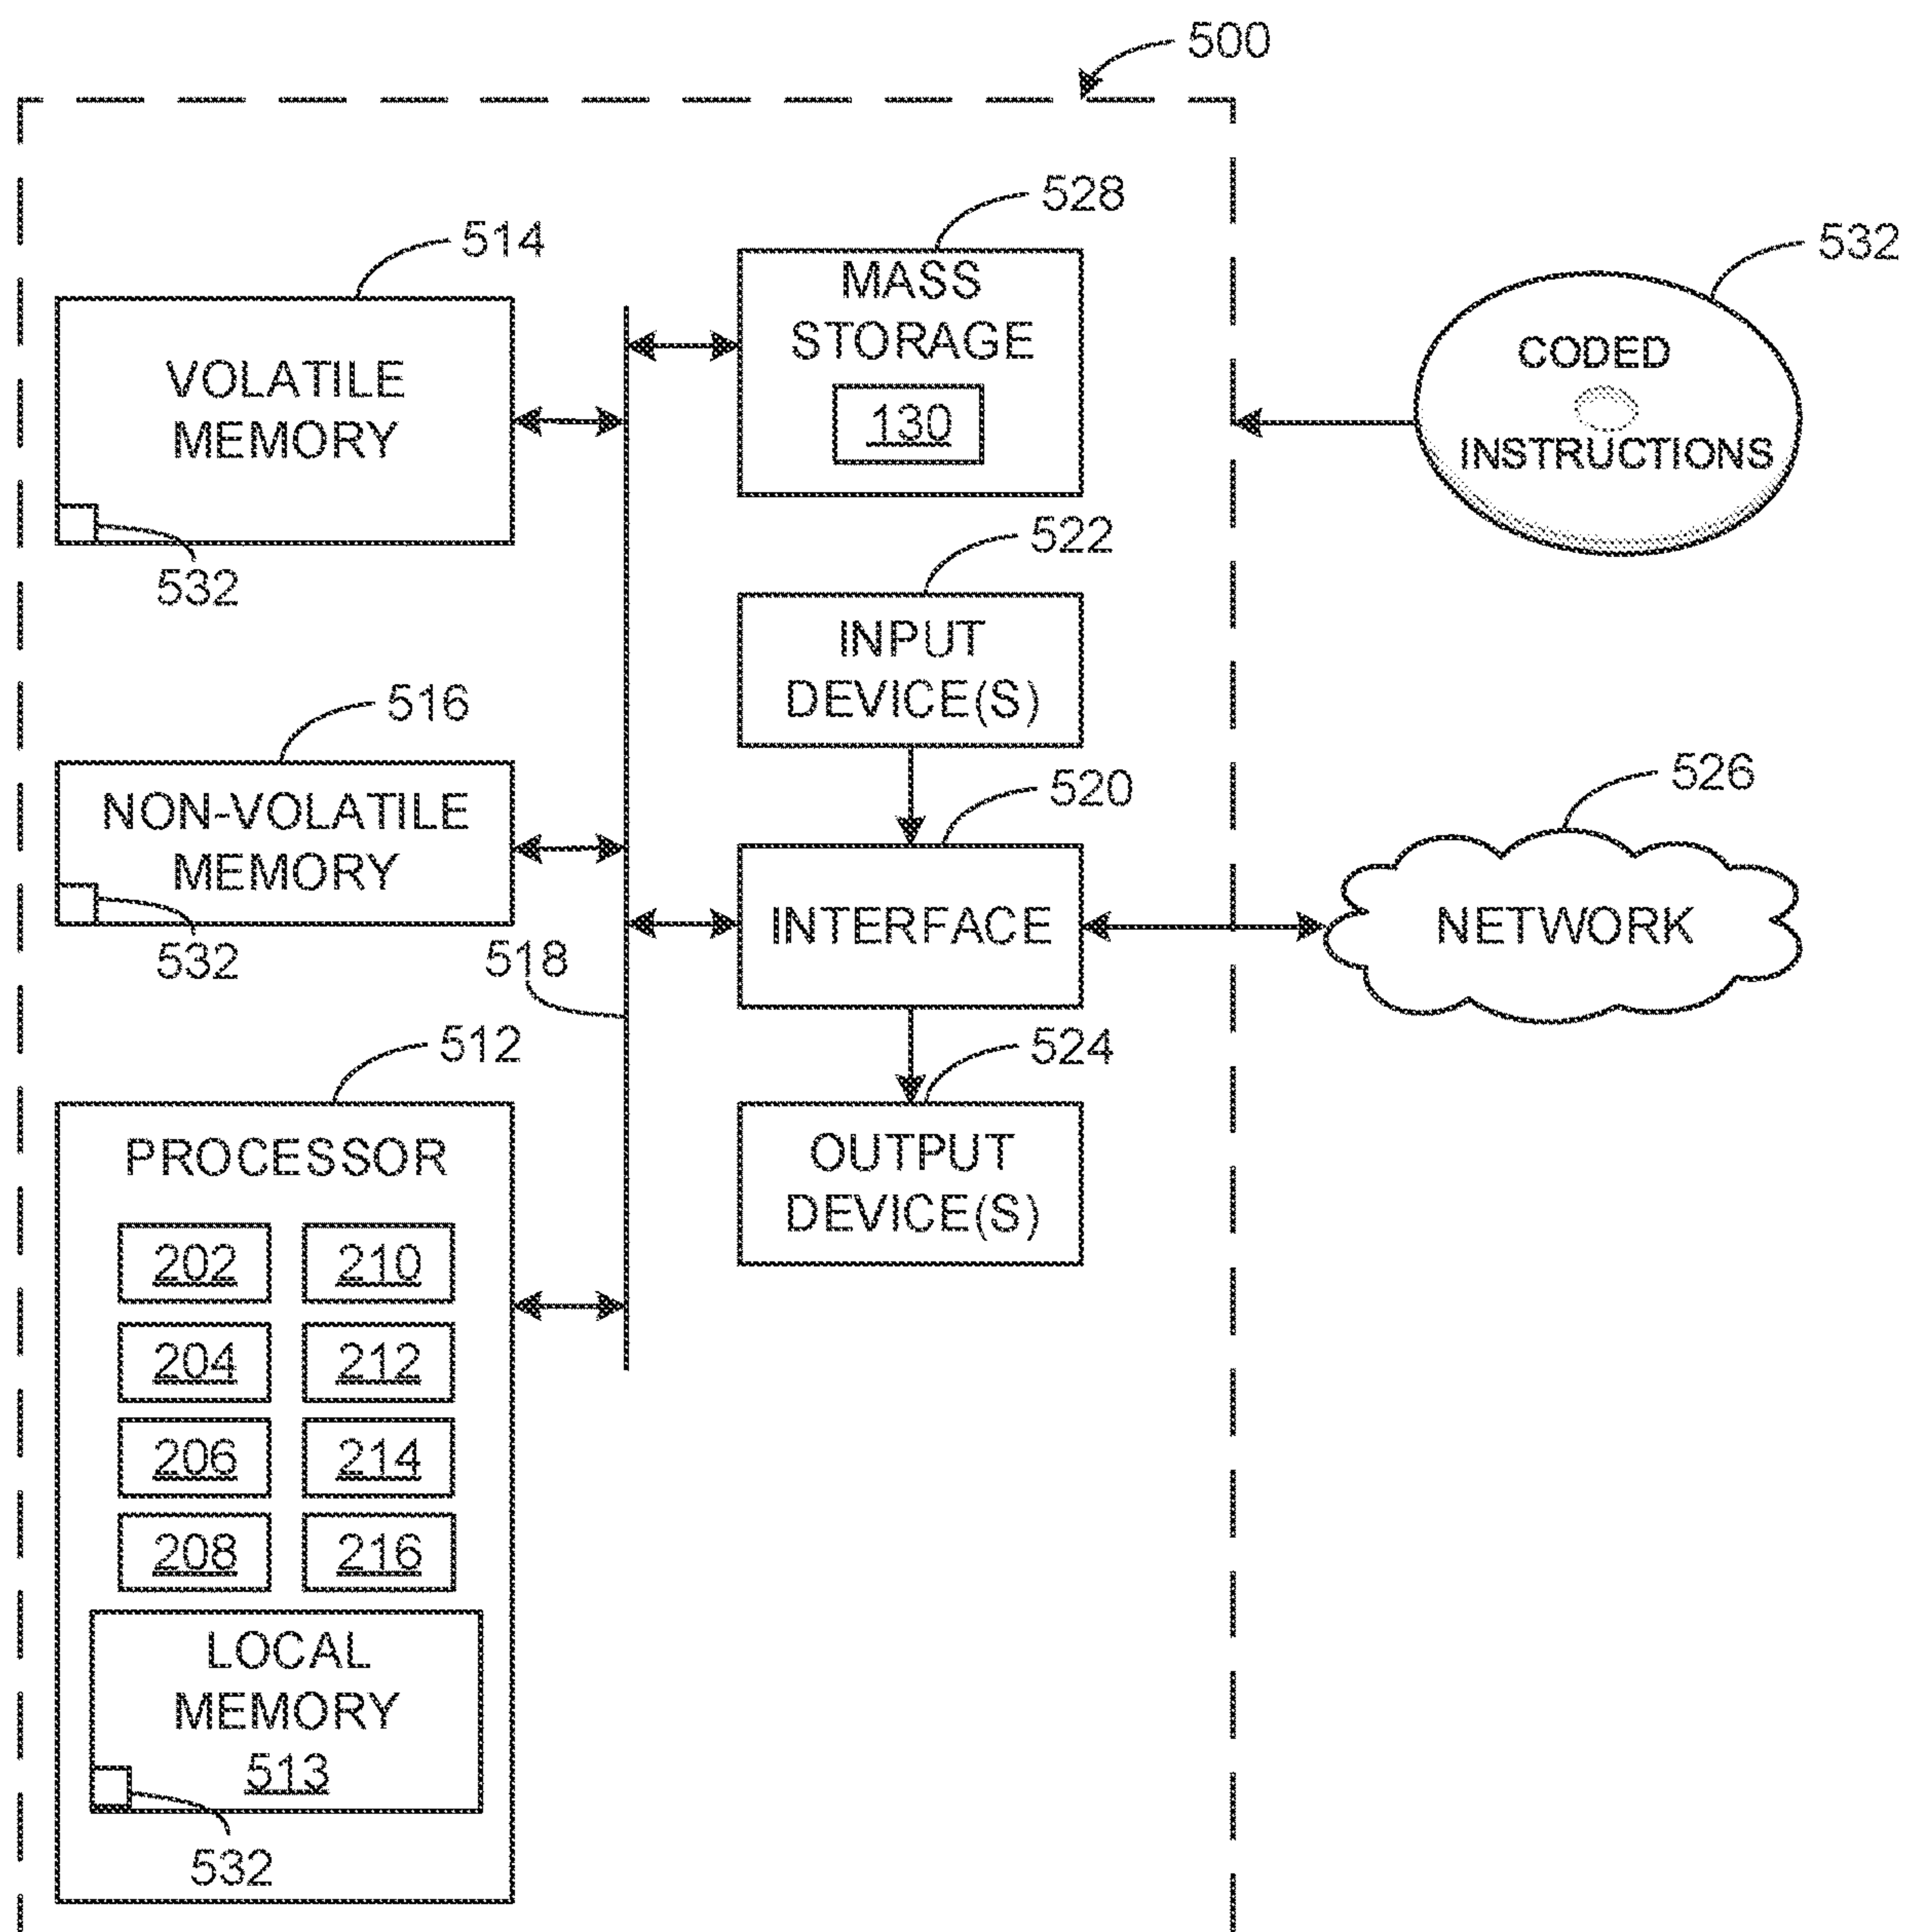 500
528
514
532
MASS
STORAGE
130
VOLATILE
MEMORY
532
CODED
INSTRUCTIONS
522
INPUT
DEVICE(S)
516
NON-VOLATILE
MEMORY
532
518
520
INTERFACE
526
NETWORK
512
524
OUTPUT
DEVICE(S)
PROCESSOR
202 210
204 212
206 214
208 216
LOCAL
MEMORY
513
532